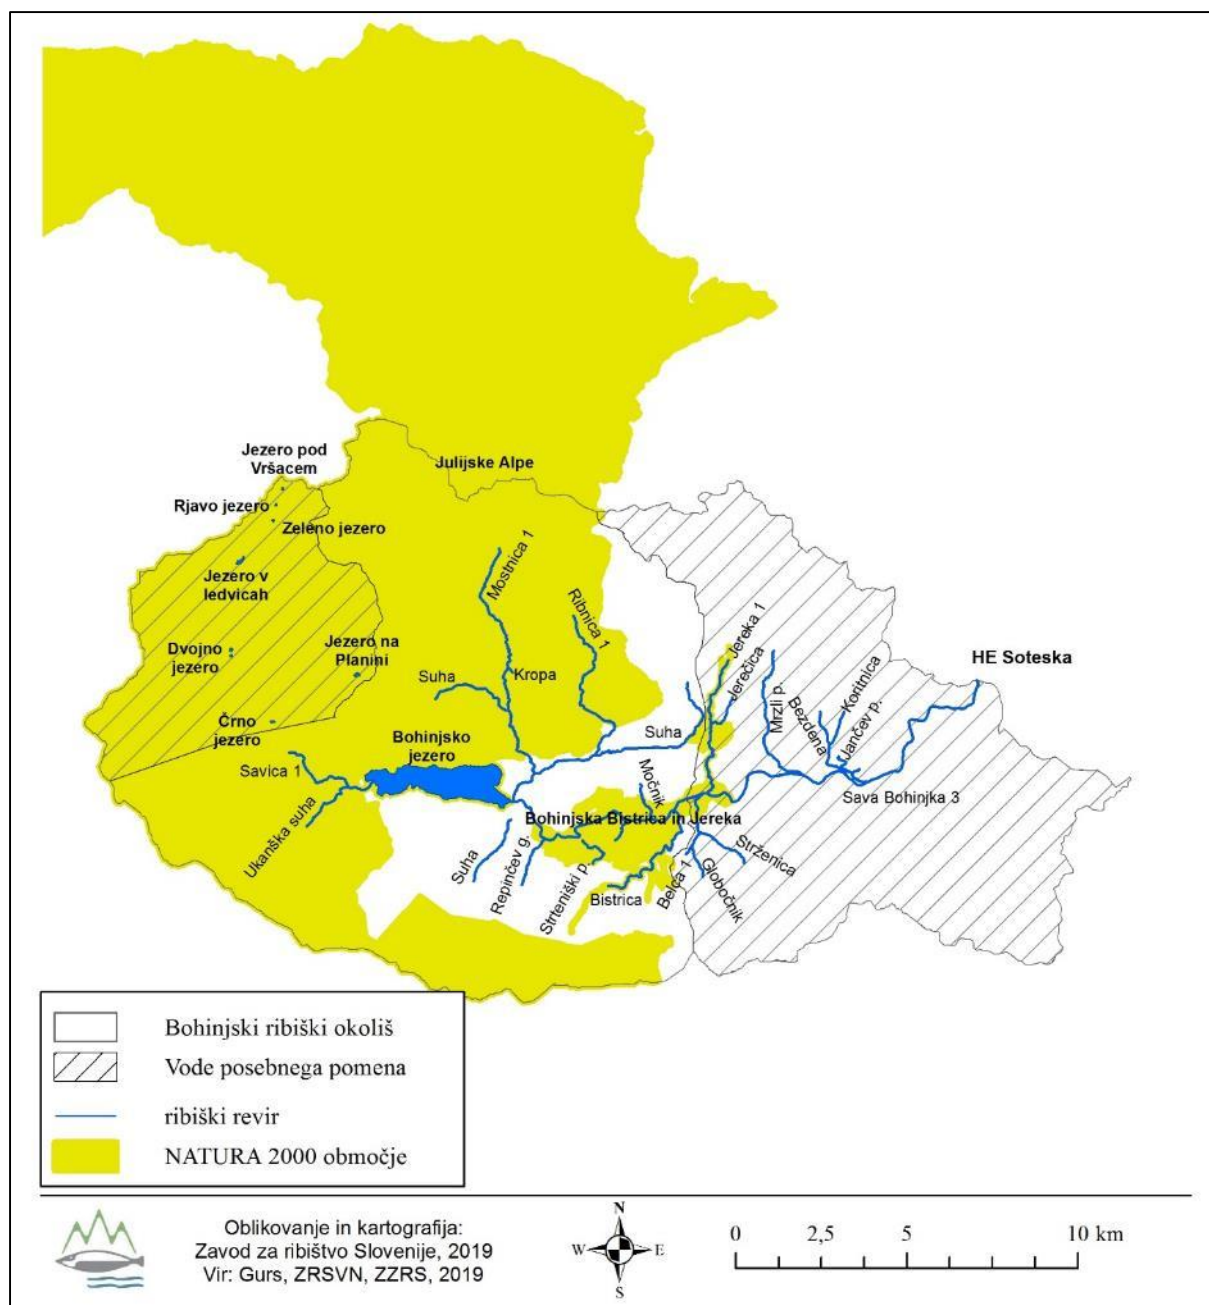 Jezero pod
Vršacem
Julijske Alpe
Rjavo jezero
Zeleno jezero
Jezero v
ledvicah
Mostnica 1
Ribnica 1
Dvojno
jezero
Jezero na
Planini
Suha
Kropa
Jereka 1
Jerečica
Mrzli p.
Bezdena
Koritnica
Jančev p.
HE Soteska
Črno
jezero
Bohinjsko
jezero
Suha
Savica 1
Ukanška suha
Močnik
Sava Bohinjka 3
Bohinjska Bistrica in Jereka
Suha
Repinčev g.
Strteniški p.
Bistrica
Belca 1
Globočnik
Strženica
Bohinjski ribiški okoliš
Vode posebnega pomena
ribiški revir
NATURA 2000 območje
Oblikovanje in kartografija:
Zavod za ribištvo Slovenije, 2019
Vir: Gurs, ZRSVN, ZZRS, 2019
N
W
E
S
0 2,5 5 10 km